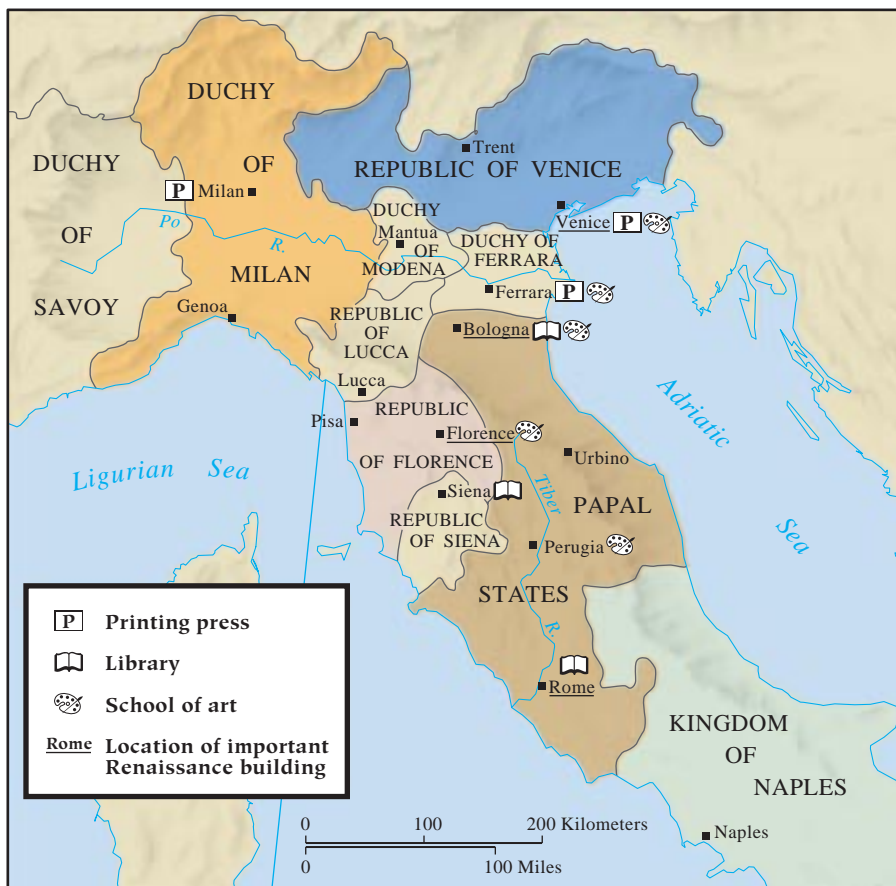 DUCHY
OF
MILAN
DUCHY
OF
SAVOY
Trent
REPUBLIC OF VENICE
P Milan
Po
R.
Venice P
DUCHY
Mantua
OF
MODENA
DUCHY OF
FERRARA
Genoa
Ferrara P
REPUBLIC
OF
LUCCA
Bologna
Lucca
Pisa
REPUBLIC
Florence
OF FLORENCE
Urbino
Adriatic
Sea
Ligurian Sea
Siena
Tiber
R.
REPUBLIC
OF SIENA
PAPAL
STATES
Perugia
Rome
KINGDOM
OF
NAPLES
Naples
P Printing press
Library
School of art
Rome Location of important
Renaissance building
0 100 200 Kilometers
0 100 Miles